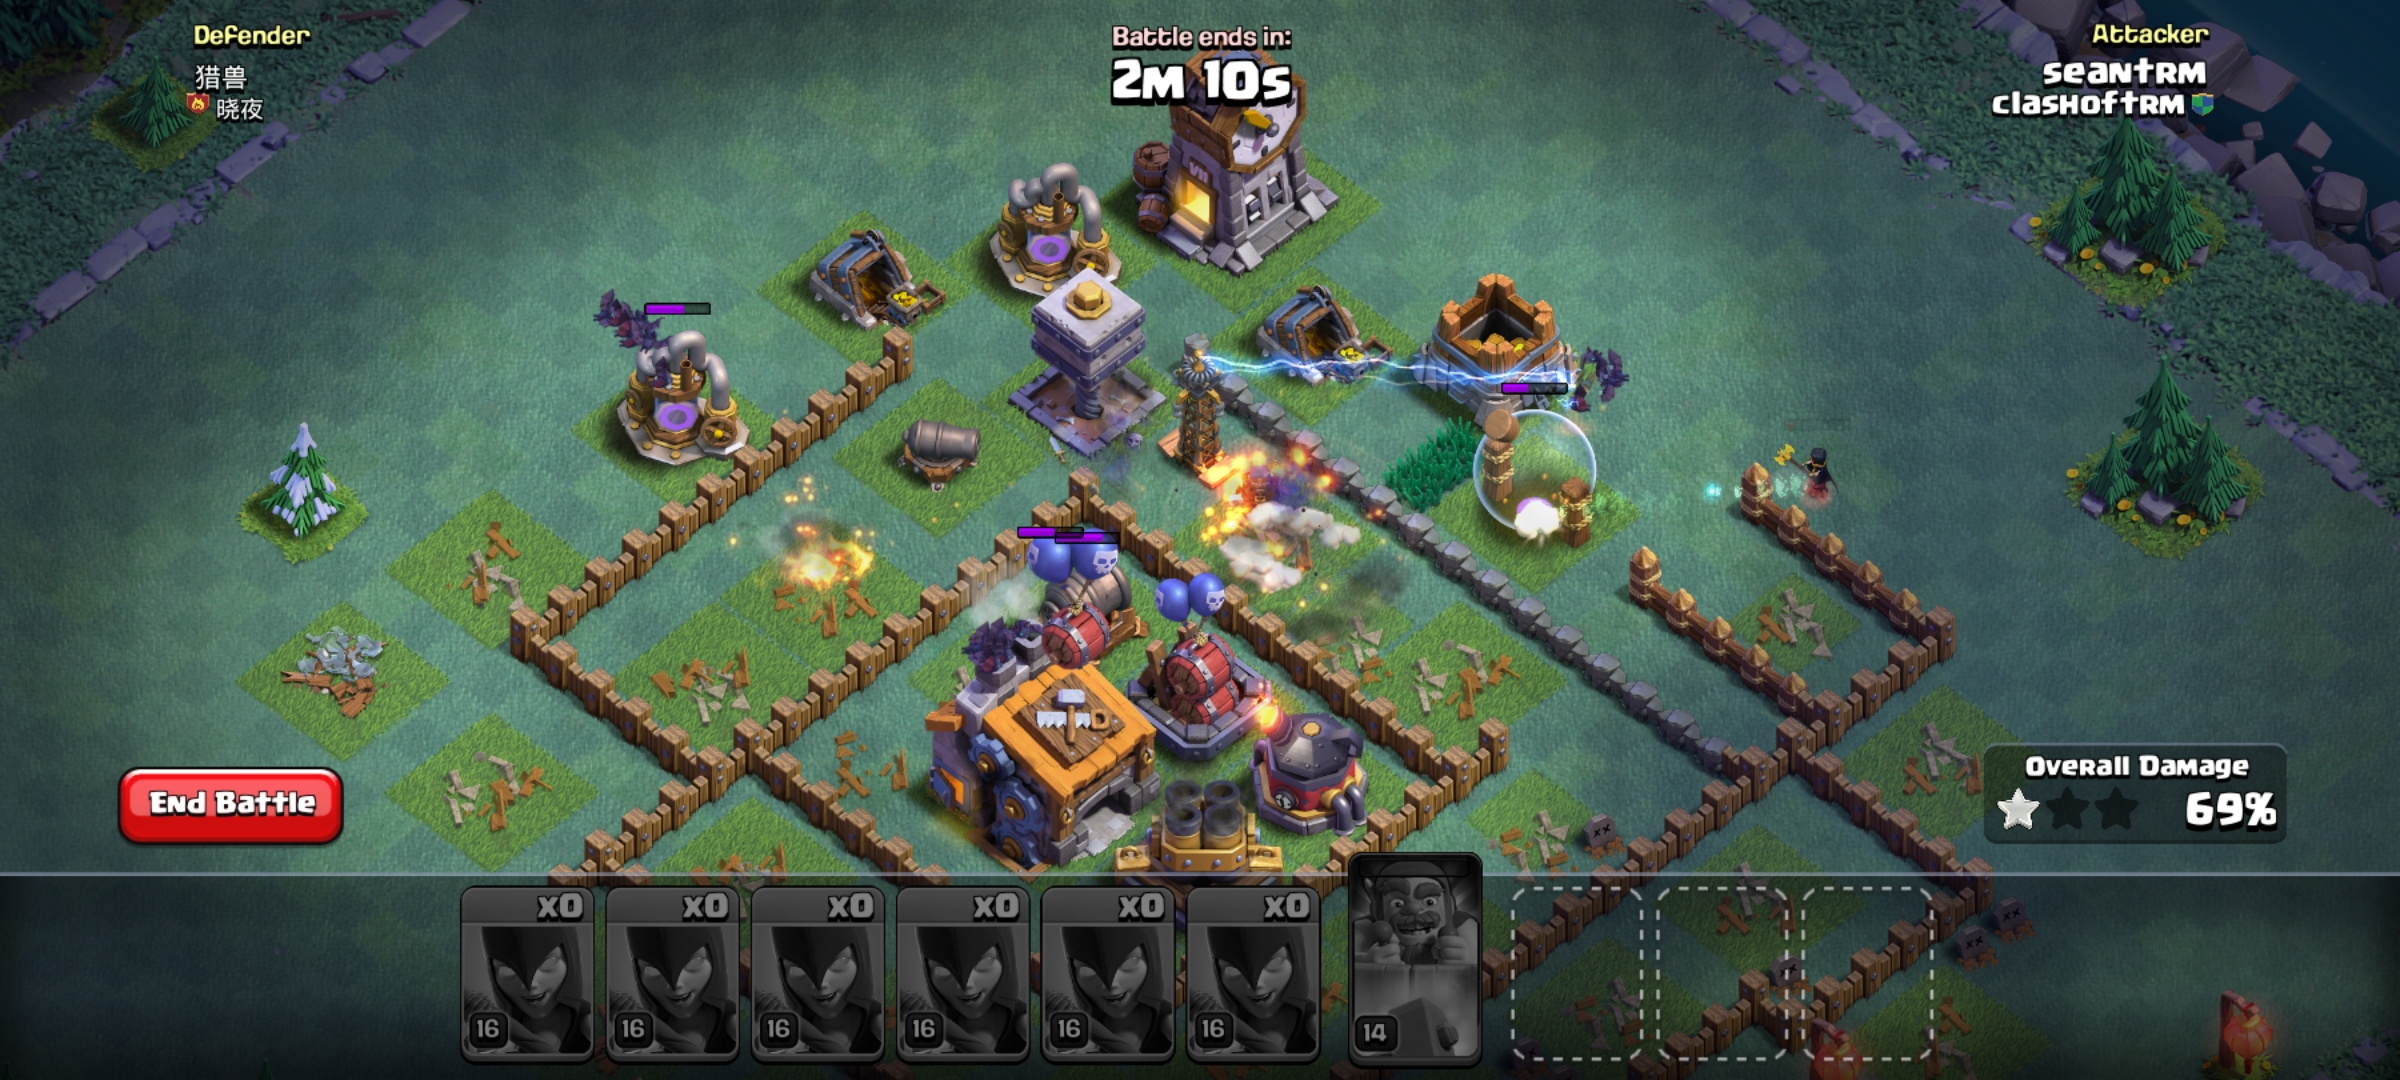 Defender
猎兽
晓夜
Battle ends in:
2M 10s
Attacker
seantRM
clashoftRM
VII
End Battle
Overall Damage
69%
x0 x0 x0 x0 x0 x0
16 16 16 16 16 16 14